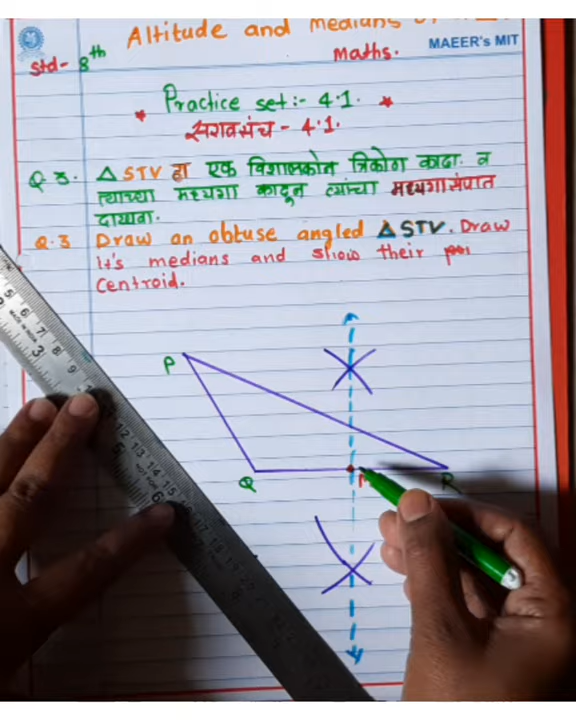 Altitude and medians
Std- 8th
Maths.
MAEER's MIT
* Practice set:- 4.1. *
सरावसंच - 4.1.
Q 3. △STV हा एक विशालकोन त्रिकोण काढा. व
त्याच्या मध्यगा काढून त्यांचा मध्यगासंपात
दाखवा.
Q.3 Draw an obtuse angled △STV. Draw
it's medians and show their
Centroid.
P
Q
R